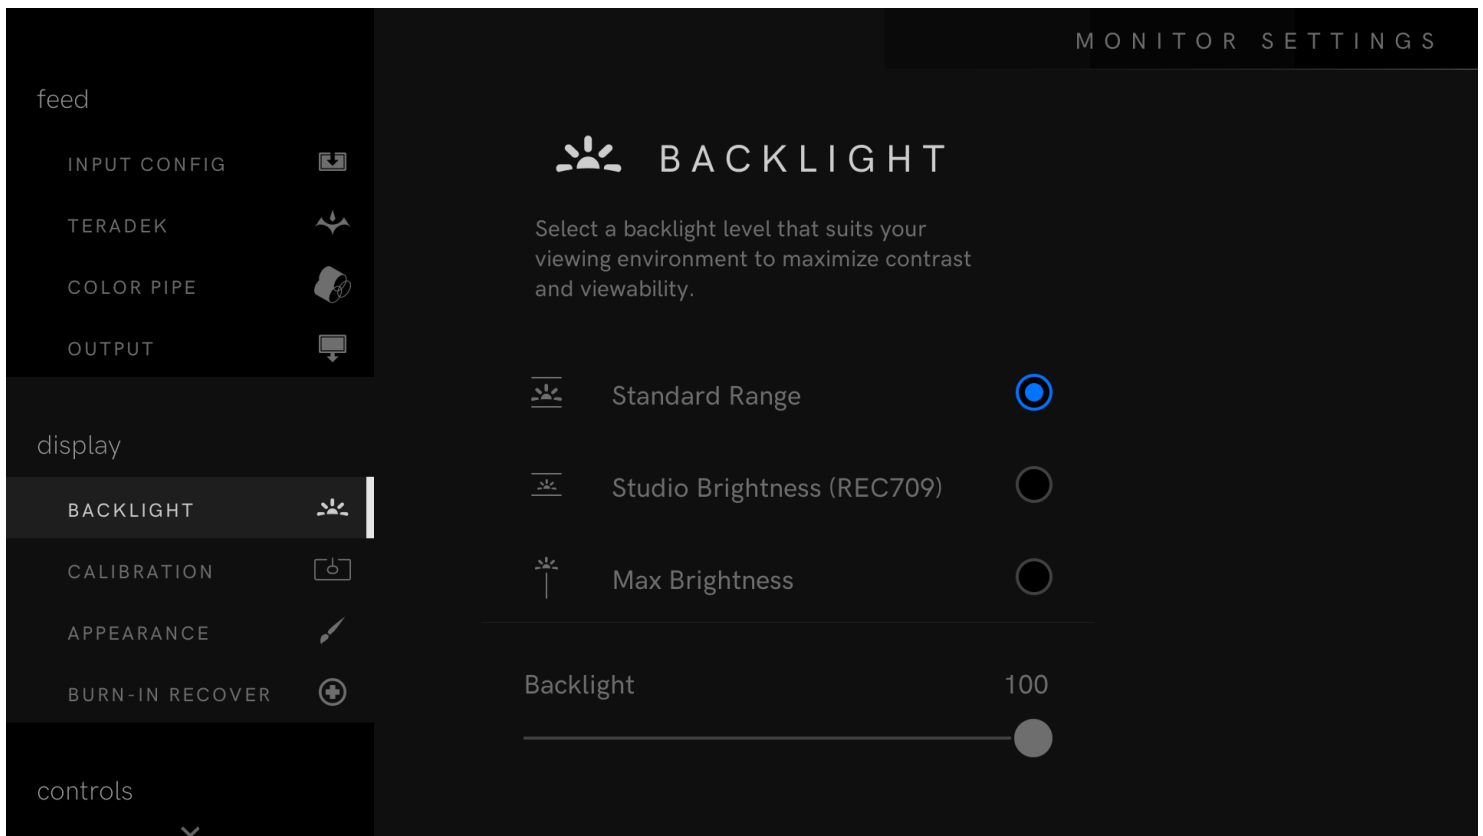 MONITOR SETTINGS
feed
INPUT CONFIG
TERADEK
COLOR PIPE
OUTPUT
display
BACKLIGHT
CALIBRATION
APPEARANCE
BURN-IN RECOVER
controls
BACKLIGHT
Select a backlight level that suits your
viewing environment to maximize contrast
and viewability.
Standard Range
Studio Brightness (REC709)
Max Brightness
Backlight 100